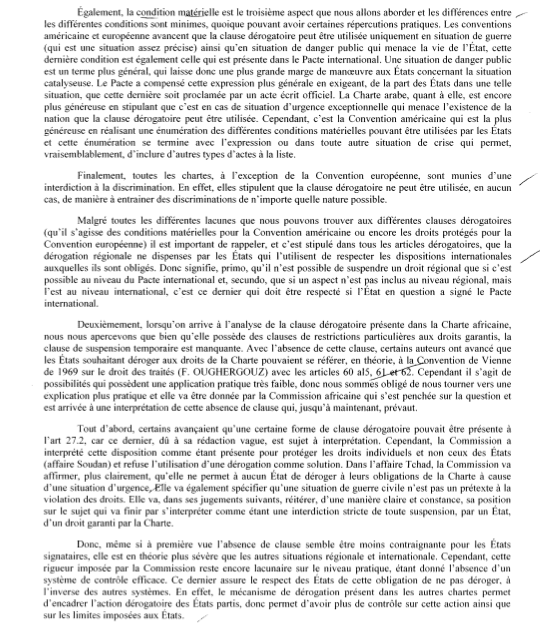 Également, la condition matérielle est le troisième aspect que nous allons aborder et les différences entre
les différentes conditions sont minimes, quoique pouvant avoir certaines répercutions pratiques. Les conventions
américaine et européenne avancent que la clause dérogatoire peut être utilisée uniquement en situation de guerre
(qui est une situation assez précise) ainsi qu'en situation de danger public qui menace la vie de l'État, cette
dernière condition est également celle qui est présentée dans le Pacte international. Une situation de danger public
est un terme plus général, qui laisse donc une plus grande marge de manœuvre aux États concernant la situation
catalyseuse. Le Pacte a compensé cette expression plus générale en exigeant, de la part des États dans une telle
situation, que cette dernière soit proclamée par un acte écrit officiel. La Charte arabe, quant à elle, est encore
plus généreuse en stipulant que c'est en cas de situation d'urgence exceptionnelle qui menace l'existence de la
nation que la clause dérogatoire peut être utilisée. Cependant, c'est la Convention américaine qui est la plus
généreuse en réalisant une énumération des différentes conditions matérielles pouvant être utilisées par les États
et cette énumération se termine avec l'expression ou dans toute autre situation de crise qui permet,
vraisemblablement, d'inclure d'autres types d'actes à la liste.
Finalement, toutes les chartes, à l'exception de la Convention européenne, sont munies d'une
interdiction à la discrimination. En effet, elles stipulent que la clause dérogatoire ne peut être utilisée, en aucun
cas, de manière à entrainer des discriminations de n'importe quelle nature possible.
Malgré toutes les différentes lacunes que nous pouvons trouver aux différentes clauses dérogatoires
(qu'il s'agisse des conditions matérielles pour la Convention américaine ou encore les droits protégés pour la
Convention européenne) il est important de rappeler, et c'est stipulé dans tous les articles dérogatoires, que la
dérogation régionale ne dispenses par les États qui l'utilisent de respecter les dispositions internationales
auxquelles ils sont obligés. Donc signifie, primo, qu'il n'est possible de suspendre un droit régional que si c'est
possible au niveau du Pacte international et, secundo, que si un aspect n'est pas inclus au niveau régional, mais
l'est au niveau international, c'est ce dernier qui doit être respecté si l'État en question a signé le Pacte
international.
Deuxièmement, lorsqu'on arrive à l'analyse de la clause dérogatoire présente dans la Charte africaine,
nous nous apercevons que bien qu'elle possède des clauses de restrictions particulières aux droits garantis, la
clause de suspension temporaire est manquante. Avec l'absence de cette clause, certains auteurs ont avancé que
les États souhaitant déroger aux droits de la Charte pouvaient se référer, en théorie, à la Convention de Vienne
de 1969 sur le droit des traités (F. OUGHERGOUZ) avec les articles 60 al5, 61 et 62. Cependant il s'agit de
possibilités qui possèdent une application pratique très faible, donc nous sommes obligé de nous tourner vers une
explication plus pratique et elle va être donnée par la Commission africaine qui s'est penchée sur la question et
est arrivée à une interprétation de cette absence de clause qui, jusqu'à maintenant, prévaut.
Tout d'abord, certains avançaient qu'une certaine forme de clause dérogatoire pouvait être présente à
l'art 27.2, car ce dernier, dû à sa rédaction vague, est sujet à interprétation. Cependant, la Commission a
interprété cette disposition comme étant présente pour protéger les droits individuels et non ceux des États
(affaire Soudan) et refuse l'utilisation d'une dérogation comme solution. Dans l'affaire Tchad, la Commission va
affirmer, plus clairement, qu'elle ne permet à aucun État de déroger à leurs obligations de la Charte à cause
d'une situation d'urgence. Elle va également spécifier qu'une situation de guerre civile n'est pas un prétexte à la
violation des droits. Elle va, dans ses jugements suivants, réitérer, d'une manière claire et constance, sa position
sur le sujet qui va finir par s'interpréter comme étant une interdiction stricte de toute suspension, par un État,
d'un droit garanti par la Charte.
Donc, même si à première vue l'absence de clause semble être moins contraignante pour les États
signataires, elle est en théorie plus sévère que les autres situations régionale et internationale. Cependant, cette
rigueur imposée par la Commission reste encore lacunaire sur le niveau pratique, étant donné l'absence d'un
système de contrôle efficace. Ce dernier assure le respect des États de cette obligation de ne pas déroger, à
l'inverse des autres systèmes. En effet, le mécanisme de dérogation présent dans les autres chartes permet
d'encadrer l'action dérogatoire des États partis, donc permet d'avoir plus de contrôle sur cette action ainsi que
sur les limites imposées aux États.